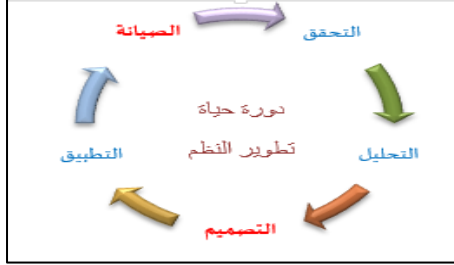 الصيانة
التحقق
دورة حياة
تطوير النظم
التحليل
التطبيق
التصميم